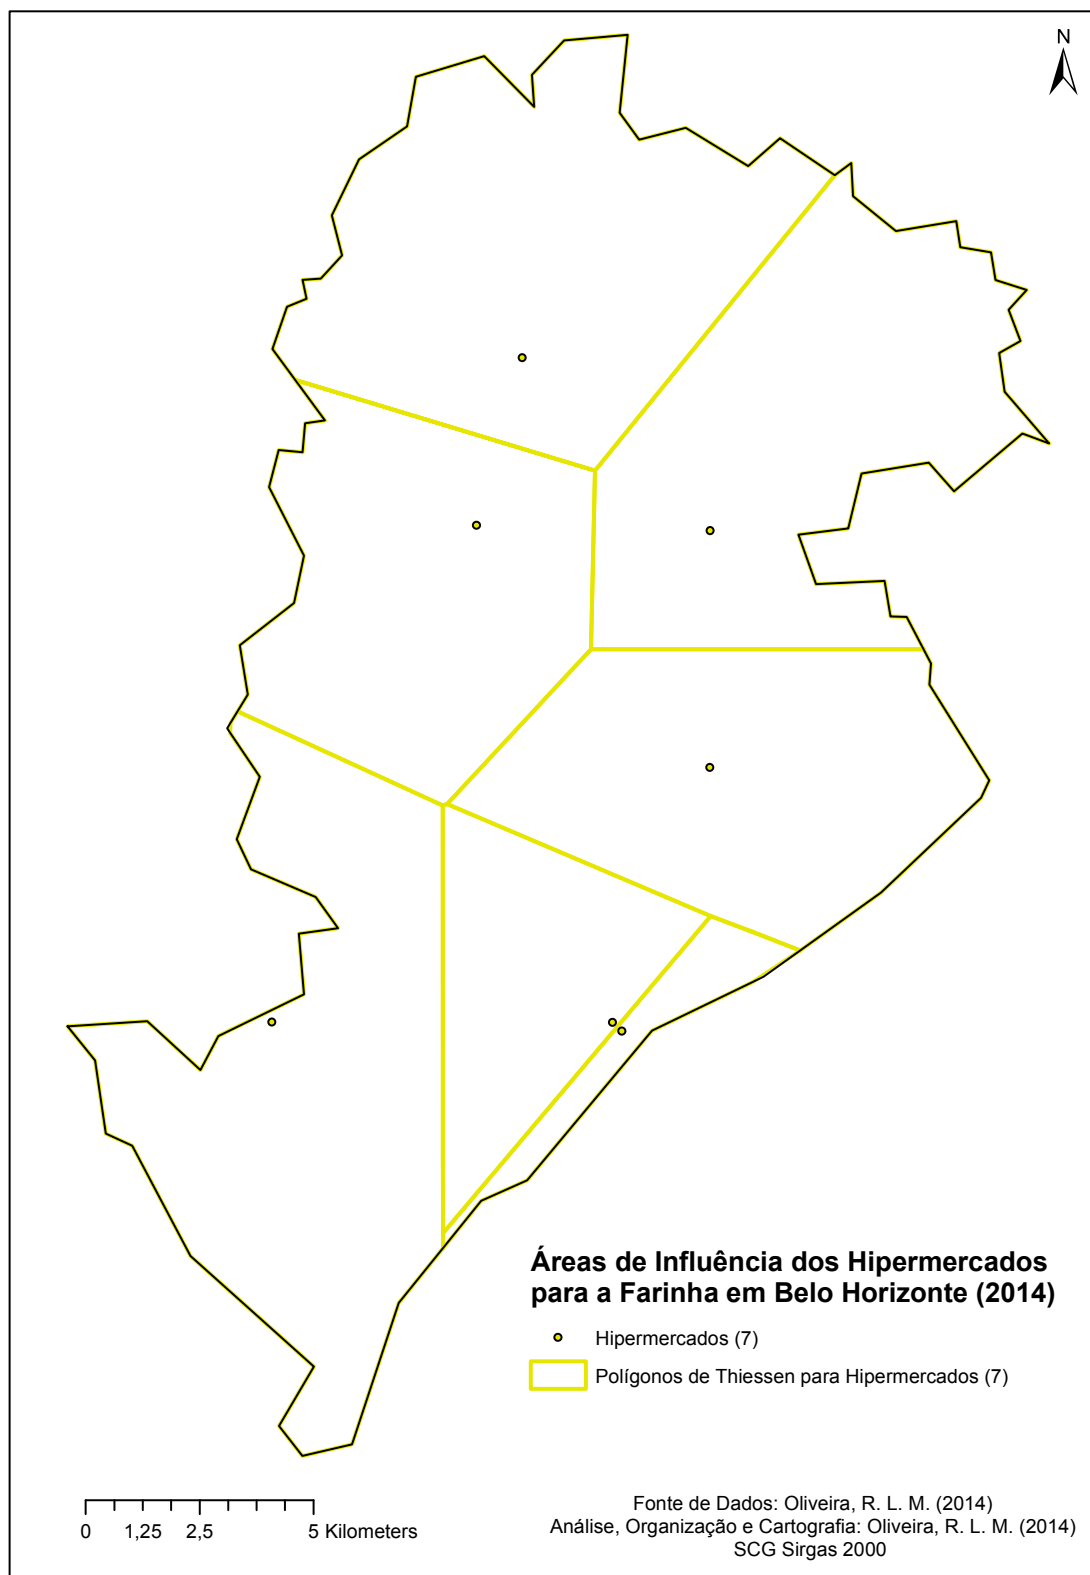 N
Áreas de Influência dos Hipermercados
para a Farinha em Belo Horizonte (2014)
Hipermercados (7)
Polígonos de Thiessen para Hipermercados (7)
0 1,25 2,5 5 Kilometers
Fonte de Dados: Oliveira, R. L. M. (2014)
Análise, Organização e Cartografia: Oliveira, R. L. M. (2014)
SCG Sirgas 2000